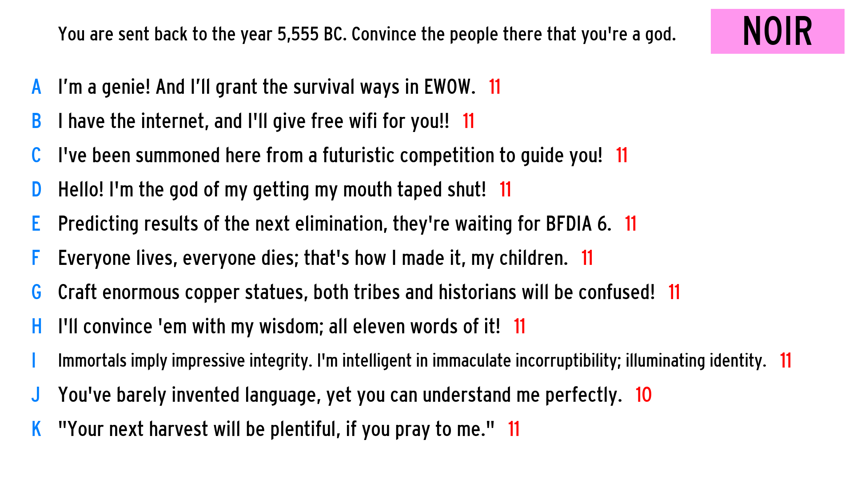 You are sent back to the year 5,555 BC. Convince the people there that you're a god.
NOIR
A I’m a genie! And I’ll grant the survival ways in EWOW. 11
B I have the internet, and I'll give free wifi for you!! 11
C I've been summoned here from a futuristic competition to guide you! 11
D Hello! I'm the god of my getting my mouth taped shut! 11
E Predicting results of the next elimination, they're waiting for BFDIA 6. 11
F Everyone lives, everyone dies; that's how I made it, my children. 11
G Craft enormous copper statues, both tribes and historians will be confused! 11
H I'll convince 'em with my wisdom; all eleven words of it! 11
I Immortals imply impressive integrity. I'm intelligent in immaculate incorruptibility; illuminating identity. 11
J You've barely invented language, yet you can understand me perfectly. 10
K "Your next harvest will be plentiful, if you pray to me." 11